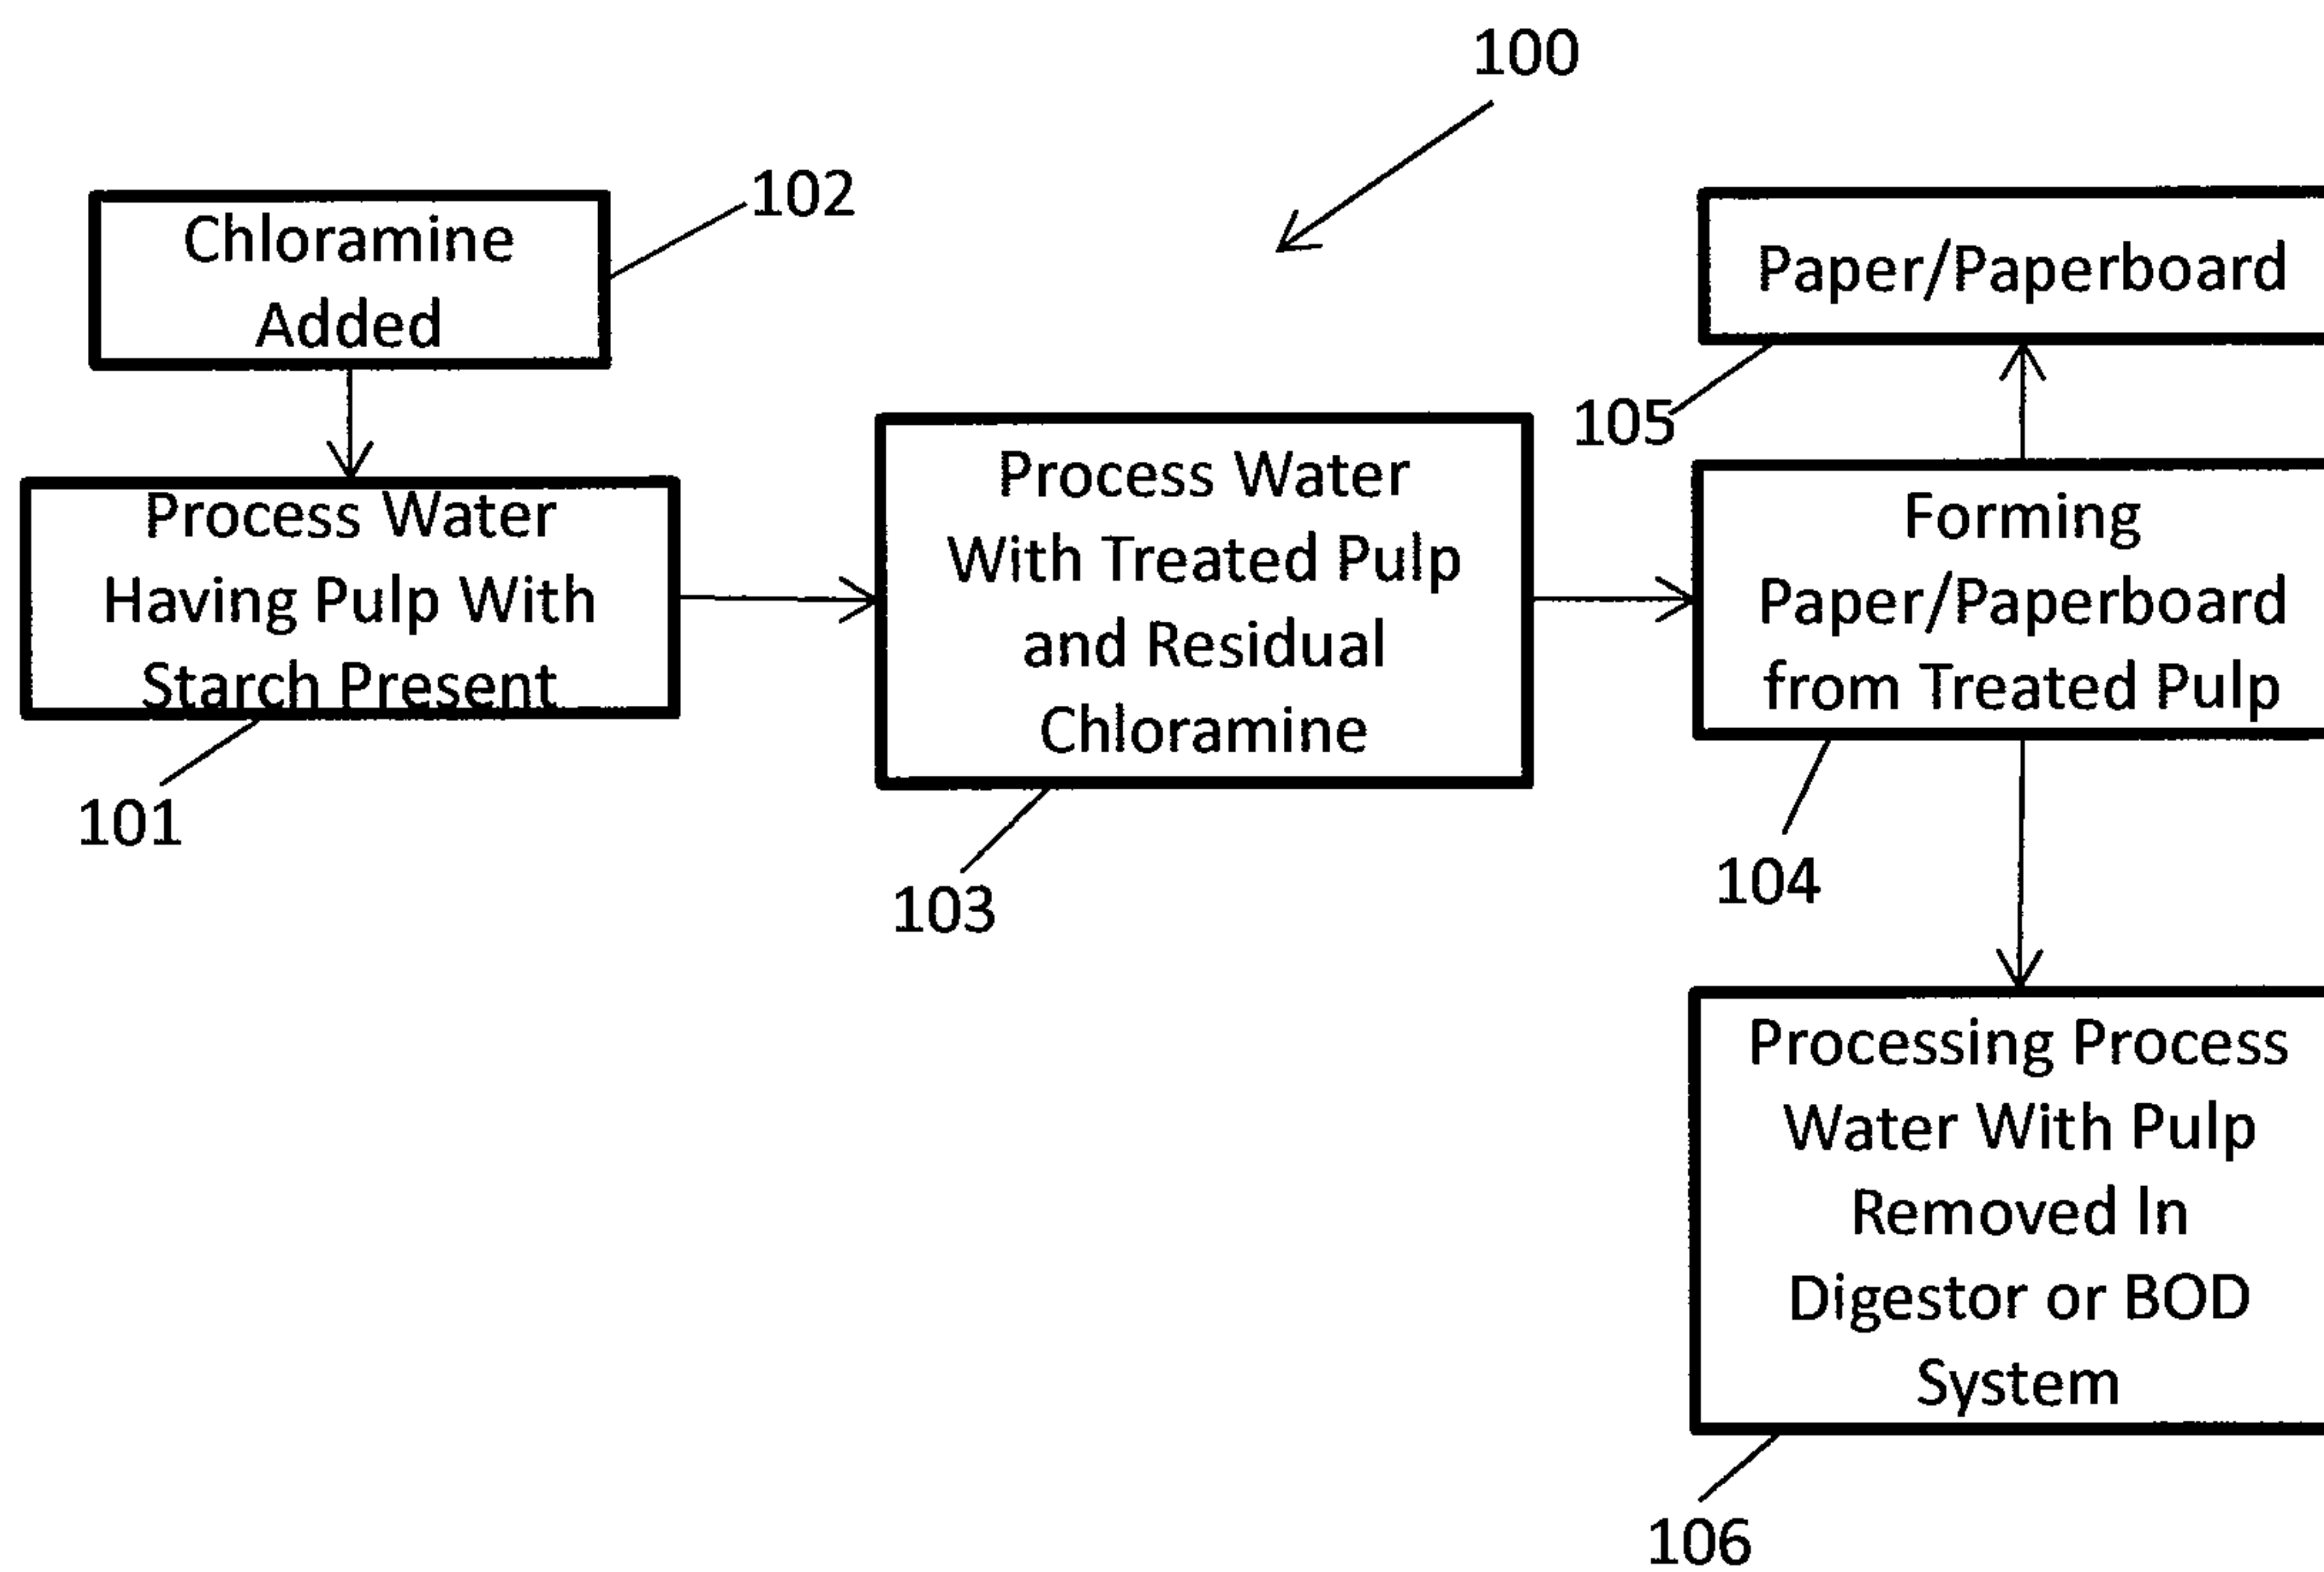 100
102
Chloramine
Added
Process Water
Having Pulp With
Starch Present
101
Process Water
With Treated Pulp
and Residual
Chloramine
103
Paper/Paperboard
105
Forming
Paper/Paperboard
from Treated Pulp
104
Processing Process
Water With Pulp
Removed In
Digestor or BOD
System
106